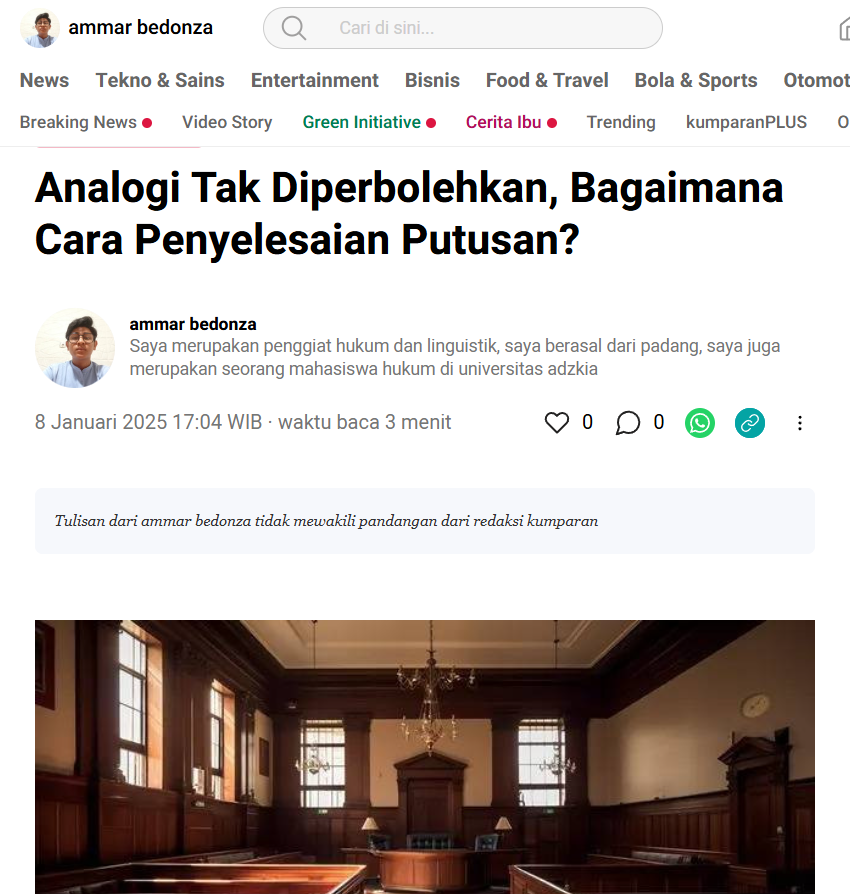 ammar bedonza
Cari di sini...
News Tekno & Sains Entertainment Bisnis Food & Travel Bola & Sports Otomot
Breaking News Video Story Green Initiative Cerita Ibu Trending kumparanPLUS O
Analogi Tak Diperbolehkan, Bagaimana
Cara Penyelesaian Putusan?
ammar bedonza
Saya merupakan penggiat hukum dan linguistik, saya berasal dari padang, saya juga
merupakan seorang mahasiswa hukum di universitas adzkia
8 Januari 2025 17:04 WIB · waktu baca 3 menit
0 0
Tulisan dari ammar bedonza tidak mewakili pandangan dari redaksi kumparan